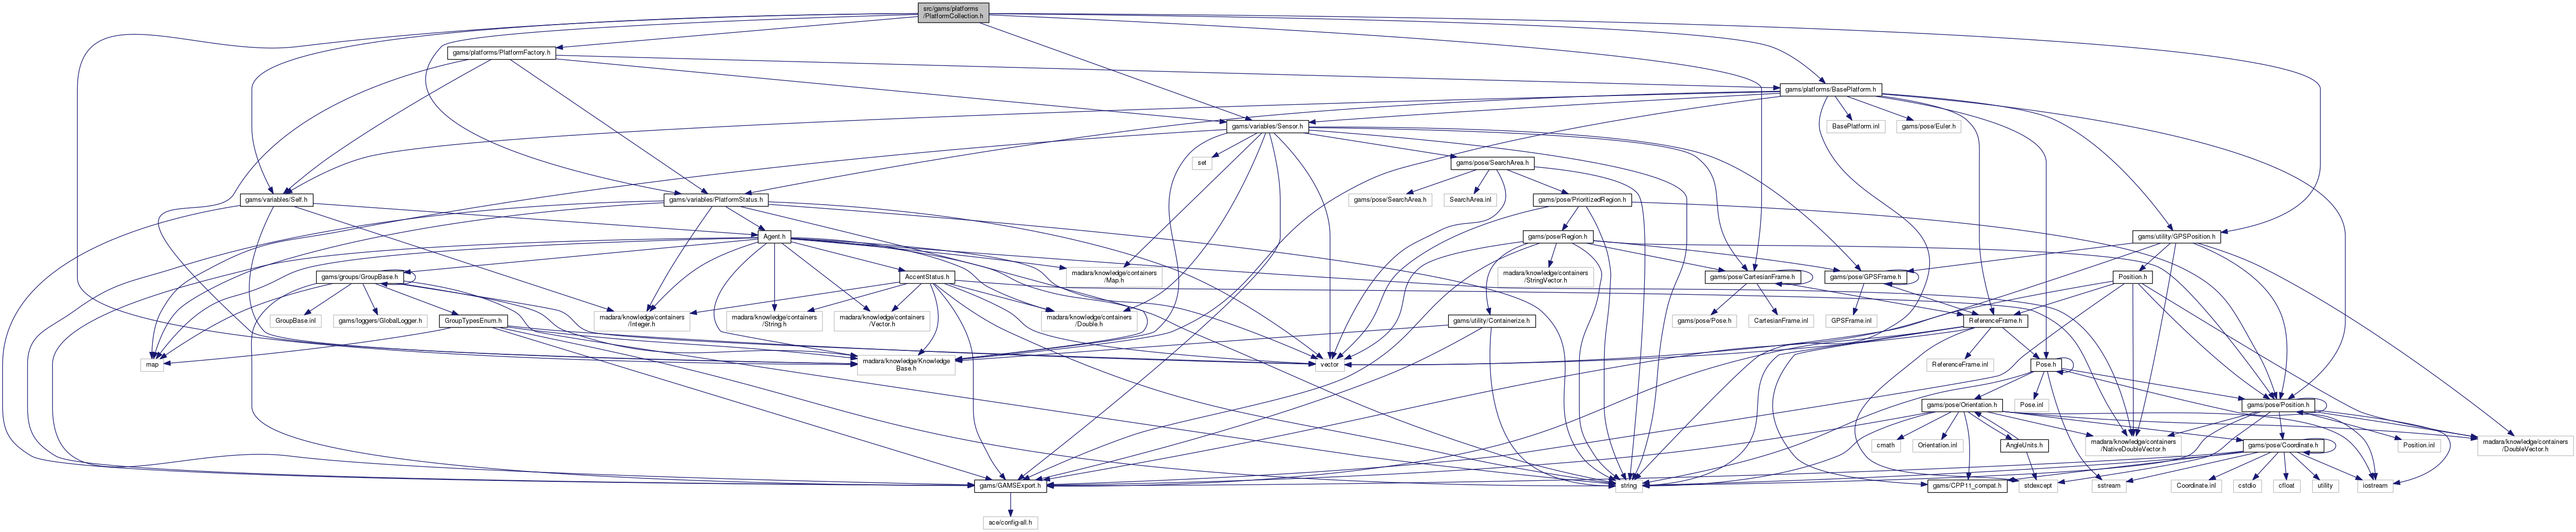 src/gams/platforms
/PlatformCollection.h
gams/platforms/PlatformFactory.h
gams/platforms/BasePlatform.h
gams/variables/Sensor.h
BasePlatform.inl
gams/pose/Euler.h
set
gams/pose/SearchArea.h
gams/variables/Self.h
gams/variables/PlatformStatus.h
gams/pose/SearchArea.h
SearchArea.inl
gams/pose/PrioritizedRegion.h
Agent.h
gams/pose/Region.h
gams/utility/GPSPosition.h
gams/groups/GroupBase.h
AccentStatus.h
madara/knowledge/containers
/Map.h
madara/knowledge/containers
/StringVector.h
gams/pose/CartesianFrame.h
gams/pose/GPSFrame.h
Position.h
GroupBase.inl
gams/loggers/GlobalLogger.h
GroupTypesEnum.h
madara/knowledge/containers
/Integer.h
madara/knowledge/containers
/String.h
madara/knowledge/containers
/Vector.h
madara/knowledge/containers
/Double.h
gams/utility/Containerize.h
gams/pose/Pose.h
CartesianFrame.inl
GPSFrame.inl
ReferenceFrame.h
map
madara/knowledge/Knowledge
Base.h
vector
ReferenceFrame.inl
Pose.h
gams/pose/Orientation.h
Pose.inl
gams/pose/Position.h
cmath
Orientation.inl
AngleUnits.h
madara/knowledge/containers
/NativeDoubleVector.h
gams/pose/Coordinate.h
Position.inl
madara/knowledge/containers
/DoubleVector.h
gams/GAMSExport.h
string
gams/CPP11_compat.h
stdexcept
sstream
Coordinate.inl
cstdio
cfloat
utility
iostream
ace/config-all.h